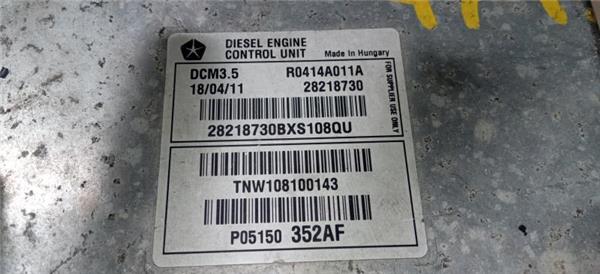 DIESEL ENGINE
CONTROL UNIT
Made in Hungary
DCM3.5 R0414A011A
18/04/11 28218730
FOR SUPPLIER USE ONLY
28218730BXS108QU
TNW108100143
P05150 352AF